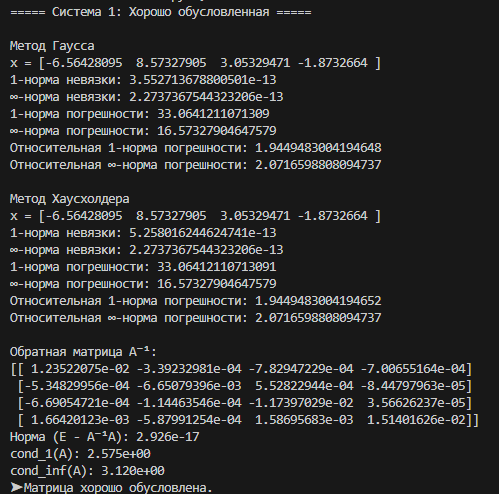 ===== Система 1: Хорошо обусловленная =====
Метод Гаусса
x = [-6.56428095  8.57327905  3.05329471 -1.8732664 ]
1-норма невязки: 3.552713678800501e-13
∞-норма невязки: 2.2737367544323206e-13
1-норма погрешности: 33.0641211071309
∞-норма погрешности: 16.57327904647579
Относительная 1-норма погрешности: 1.9449483004194648
Относительная ∞-норма погрешности: 2.0716598808094737
Метод Хаусхолдера
x = [-6.56428095  8.57327905  3.05329471 -1.8732664 ]
1-норма невязки: 5.258016244624741e-13
∞-норма невязки: 2.2737367544323206e-13
1-норма погрешности: 33.06412110713091
∞-норма погрешности: 16.57327904647579
Относительная 1-норма погрешности: 1.9449483004194652
Относительная ∞-норма погрешности: 2.0716598808094737
Обратная матрица A⁻¹:
[[ 1.23522075e-02 -3.39232981e-04 -7.82947229e-04 -7.00655164e-04]
 [-5.34829956e-04 -6.65079396e-03  5.52822944e-04 -8.44797963e-05]
 [-6.69054721e-04 -1.14463546e-04 -1.17397029e-02  3.56626237e-05]
 [ 1.66420123e-03 -5.87991254e-04  1.58695683e-03  1.51401626e-02]]
Норма (E - A⁻¹A): 2.926e-17
cond_1(A): 2.575e+00
cond_inf(A): 3.120e+00
➤Матрица хорошо обусловлена.